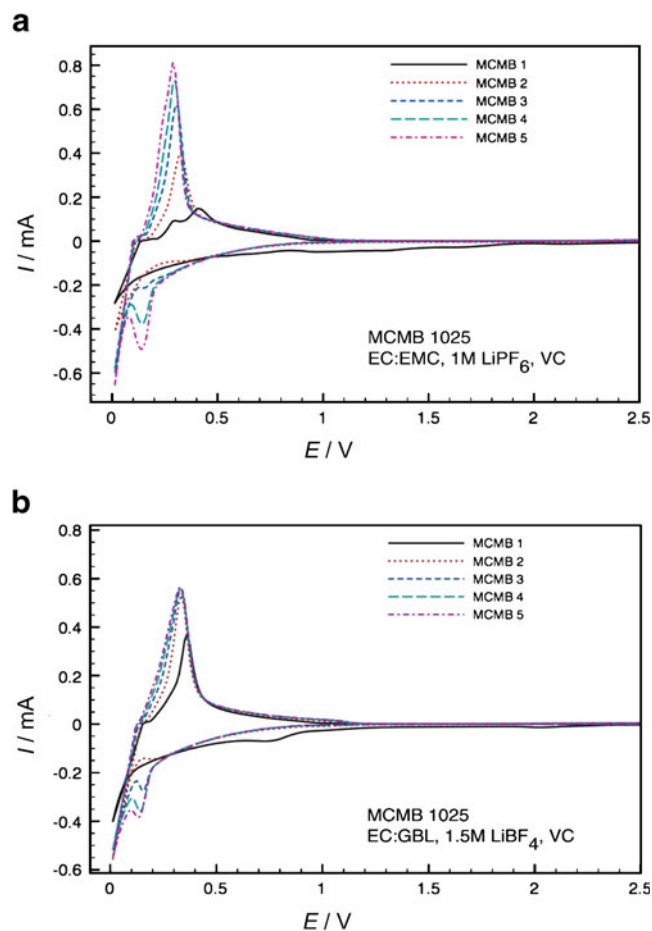 a
0.8
0.6
0.4
0.2
0
-0.2
-0.4
-0.6
I / mA
MCMB 1
MCMB 2
MCMB 3
MCMB 4
MCMB 5
MCMB 1025
EC:EMC, 1M LiPF6, VC
0 0.5 1 1.5 2 2.5
E / V
b
0.8
0.6
0.4
0.2
0
-0.2
-0.4
-0.6
I / mA
MCMB 1
MCMB 2
MCMB 3
MCMB 4
MCMB 5
MCMB 1025
EC:GBL, 1.5M LiBF4, VC
0 0.5 1 1.5 2 2.5
E / V